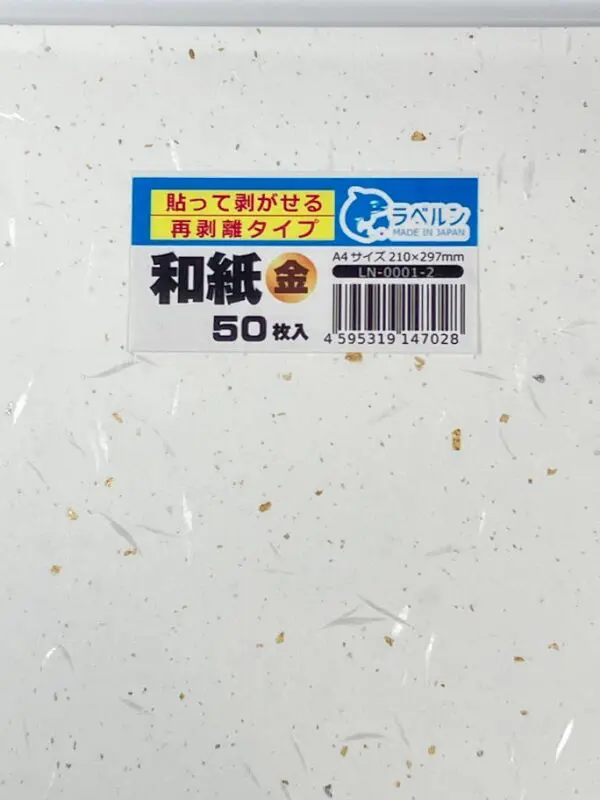 貼って剥がせる
再剥離タイプ
ラベルン
MADE IN JAPAN
和紙 金
50枚入
A4サイズ 210×297mm
LN-0001-2
4 595319 147028